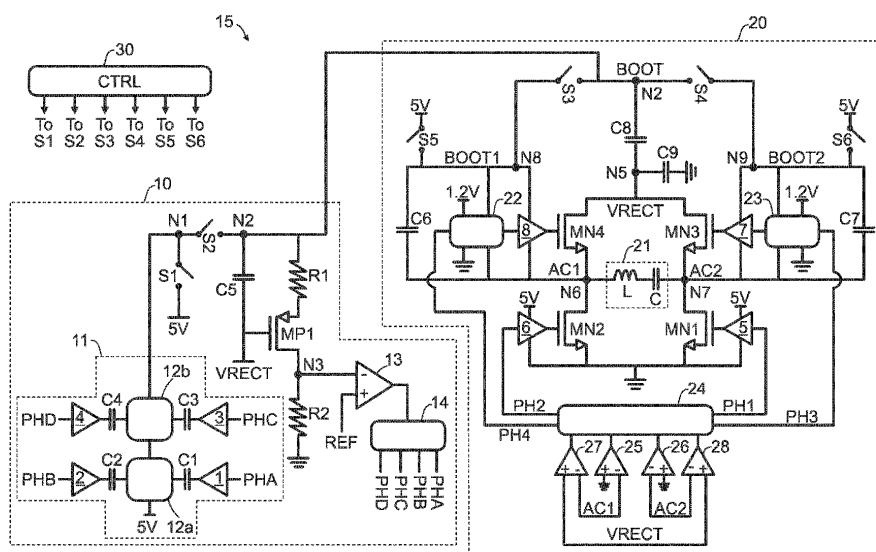 15
20
30
CTRL
To S1
To S2
To S3
To S4
To S5
To S6
S3
BOOT
N2
S4
5V
S5
C8
5V
S6
BOOT1
N8
N5
C9
N9
BOOT2
10
1.2V
22
VRECT
1.2V
23
C6
8
MN4
MN3
7
C7
N1
S2
N2
R1
21
S1
C5
AC1
L
C
AC2
N6
N7
5V
MP1
5V
6
MN2
MN1
5V
5
11
VRECT
N3
13
12b
-
+
C4
C3
PHD
4
3
PHC
R2
REF
14
PH2
24
PH1
PH4
PH3
C2
C1
PHB
2
1
PHA
PHD
PHC
PHB
PHA
+ -
27
+ -
25
- +
26
- +
28
5V
12a
AC1
AC2
VRECT